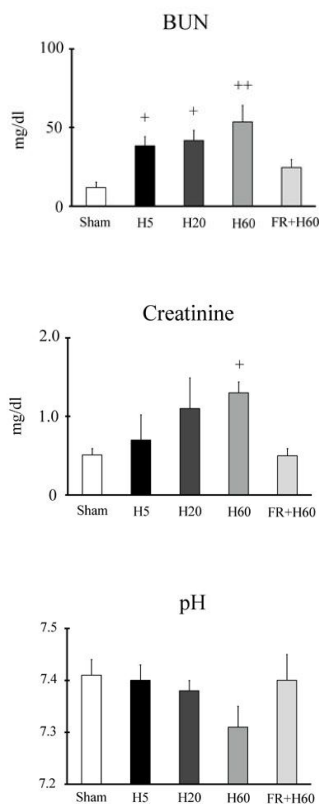 BUN
100
+ + ++
mg/dl
50
0
Sham H5 H20 H60 FR+H60
Creatinine
2.0
+
mg/dl
1.0
0
Sham H5 H20 H60 FR+H60
pH
7.5
7.4
7.3
7.2
Sham H5 H20 H60 FR+H60